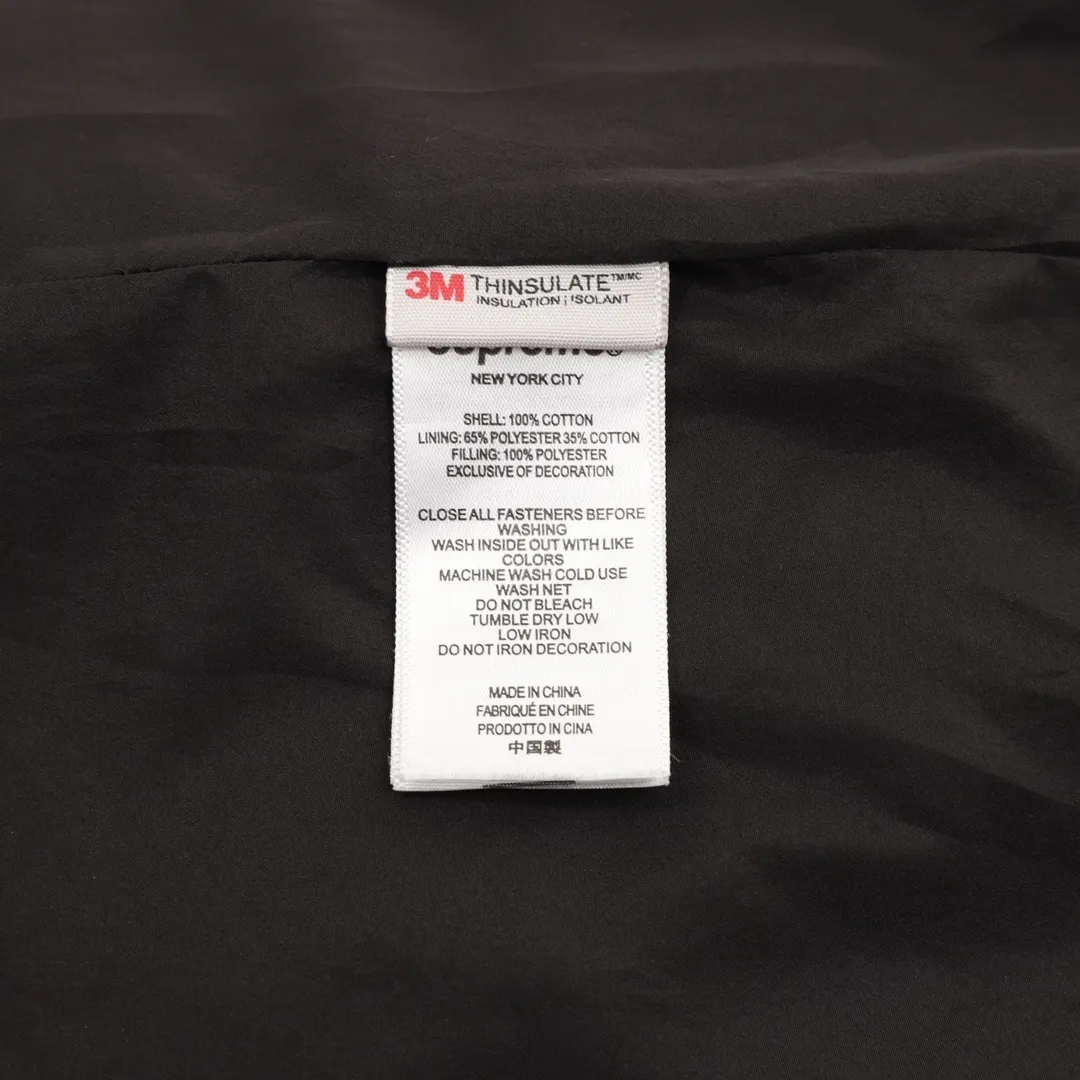 3M THINSULATE™/MC
INSULATION | ISOLANT
Supreme®
NEW YORK CITY
SHELL: 100% COTTON
LINING: 65% POLYESTER 35% COTTON
FILLING: 100% POLYESTER
EXCLUSIVE OF DECORATION
CLOSE ALL FASTENERS BEFORE
WASHING
WASH INSIDE OUT WITH LIKE
COLORS
MACHINE WASH COLD USE
WASH NET
DO NOT BLEACH
TUMBLE DRY LOW
LOW IRON
DO NOT IRON DECORATION
MADE IN CHINA
FABRIQUÉ EN CHINE
PRODOTTO IN CINA
中国製